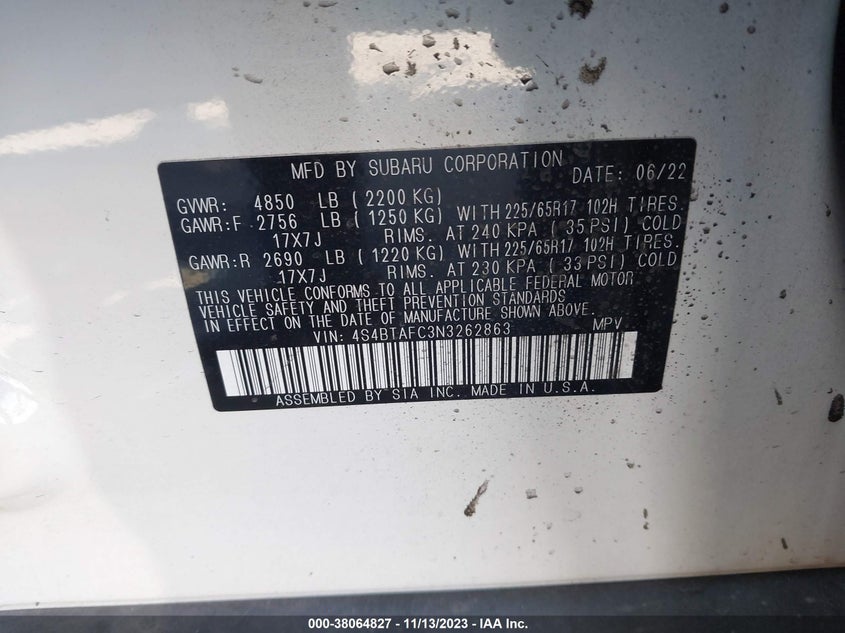 MFD BY SUBARU CORPORATION DATE: 06/22
GVWR: 4850 LB ( 2200 KG)
GAWR:F 2756 LB ( 1250 KG) WITH 225/65R17 102H TIRES.
17X7J RIMS. AT 240 KPA ( 35 PSI) COLD
GAWR:R 2690 LB ( 1220 KG) WITH 225/65R17 102H TIRES.
17X7J RIMS. AT 230 KPA ( 33 PSI) COLD
THIS VEHICLE CONFORMS TO ALL APPLICABLE FEDERAL MOTOR
VEHICLE SAFETY AND THEFT PREVENTION STANDARDS
IN EFFECT ON THE DATE OF MANUFACTURE SHOWN ABOVE.
VIN: 4S4BTAFC3N3262863 MPV
ASSEMBLED BY SIA INC. MADE IN U.S.A.
000-38064827 - 11/13/2023 - IAA Inc.